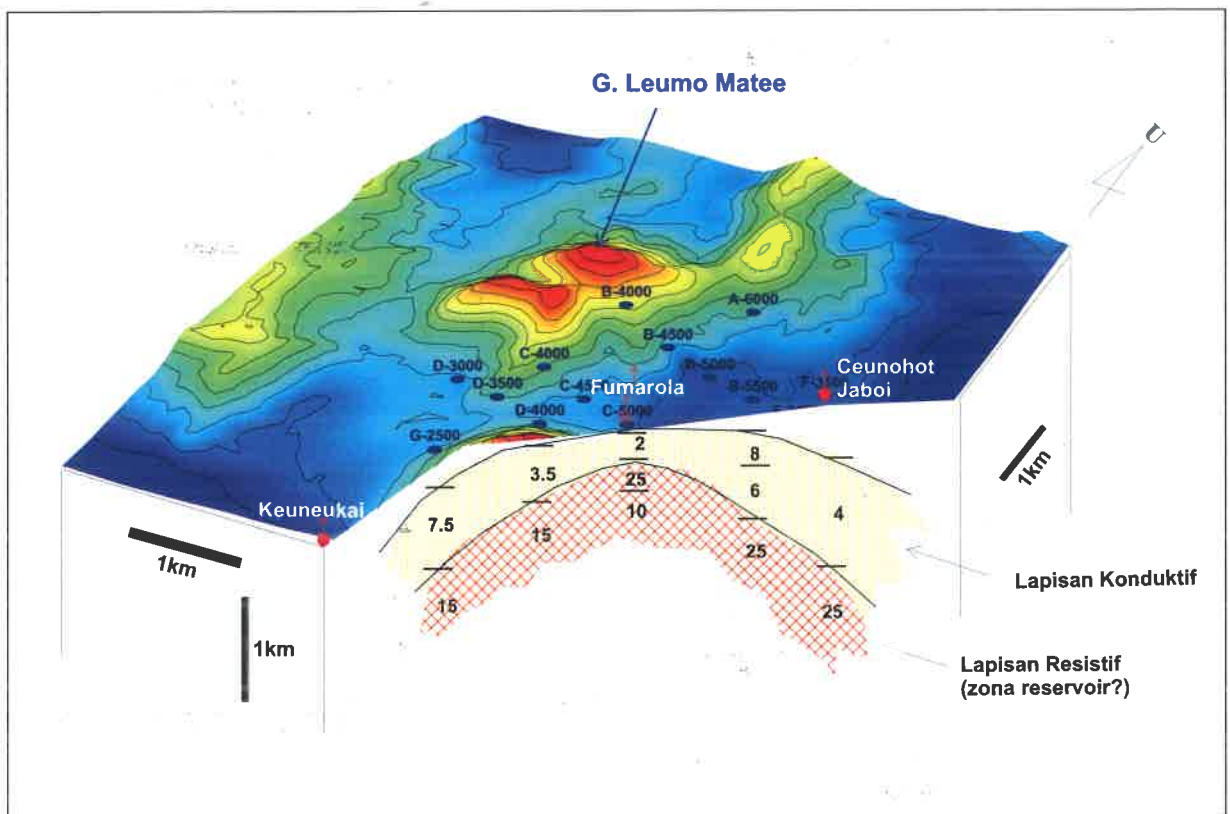 G. Leumo Matee
U
B-4000
A-6000
B-4500
C-4000
D-3000
Ceunohot
Jaboi
Fumarola
D-3500
B-5500
D-4000
C-5000
G-2500
2
8
3.5
25
6
10
4
7.5
15
25
15
25
Keuneukai
1km
1km
1km
Lapisan Konduktif
Lapisan Resistif
(zona reservoir?)